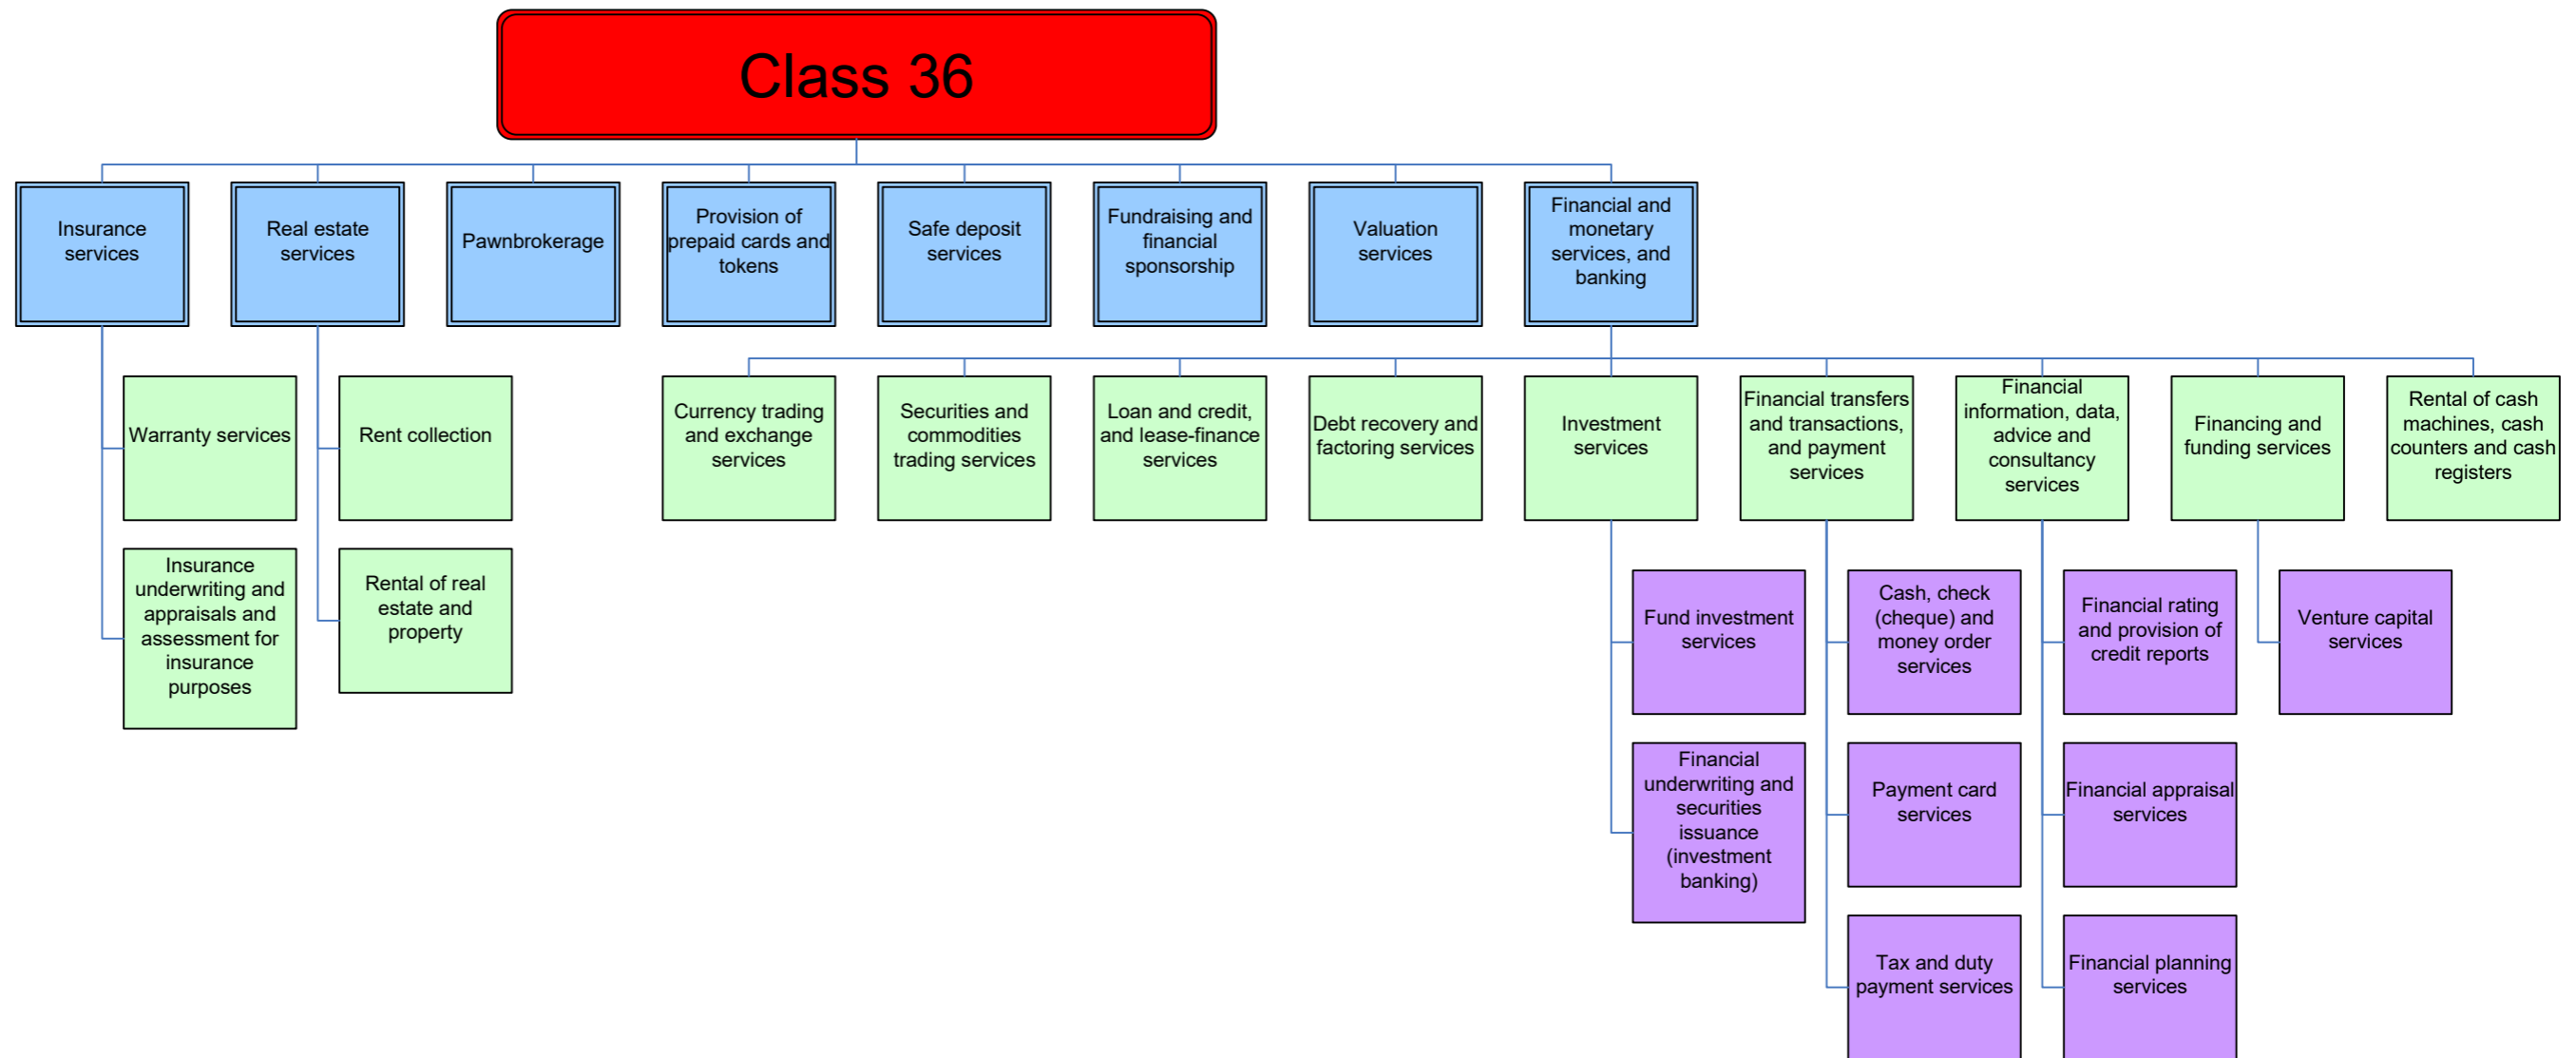 Class 36
Insurance
services
Real estate
services
Pawnbrokerage
Provision of
prepaid cards and
tokens
Safe deposit
services
Fundraising and
financial
sponsorship
Valuation
services
Financial and
monetary
services, and
banking
Warranty services
Rent collection
Currency trading
and exchange
services
Securities and
commodities
trading services
Loan and credit,
and lease-finance
services
Debt recovery and
factoring services
Investment
services
Financial transfers
and transactions,
and payment
services
Financial
information, data,
advice and
consultancy
services
Financing and
funding services
Rental of cash
machines, cash
counters and cash
registers
Insurance
underwriting and
appraisals and
assessment for
insurance
purposes
Rental of real
estate and
property
Fund investment
services
Cash, check
(cheque) and
money order
services
Financial rating
and provision of
credit reports
Venture capital
services
Financial
underwriting and
securities
issuance
(investment
banking)
Payment card
services
Financial appraisal
services
Tax and duty
payment services
Financial planning
services